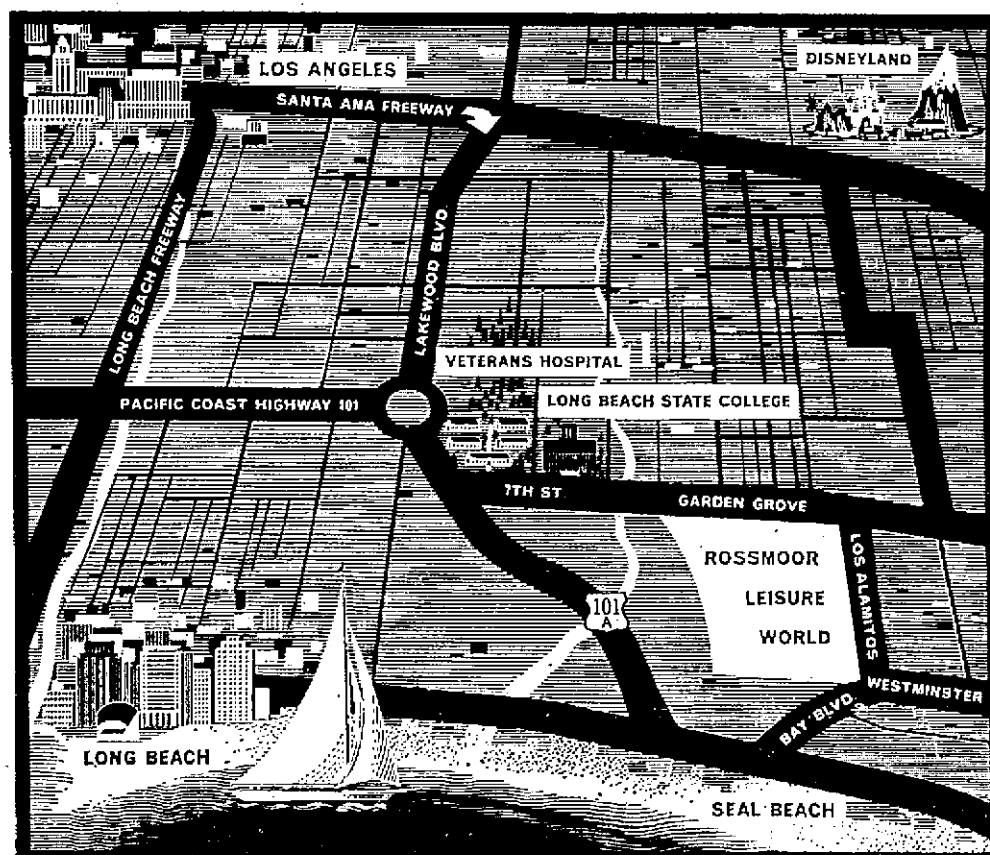 LOS ANGELES
DISNEYLAND
SANTA ANA FREEWAY
LONG BEACH FREEWAY
LAKEWOOD BLVD.
VETERANS HOSPITAL
PACIFIC COAST HIGHWAY 101
LONG BEACH STATE COLLEGE
7TH ST.
GARDEN GROVE
ROSSMOOR
LEISURE
WORLD
LOS ALAMITOS
101
A
WESTMINSTER
BAY BLVD.
LONG BEACH
SEAL BEACH